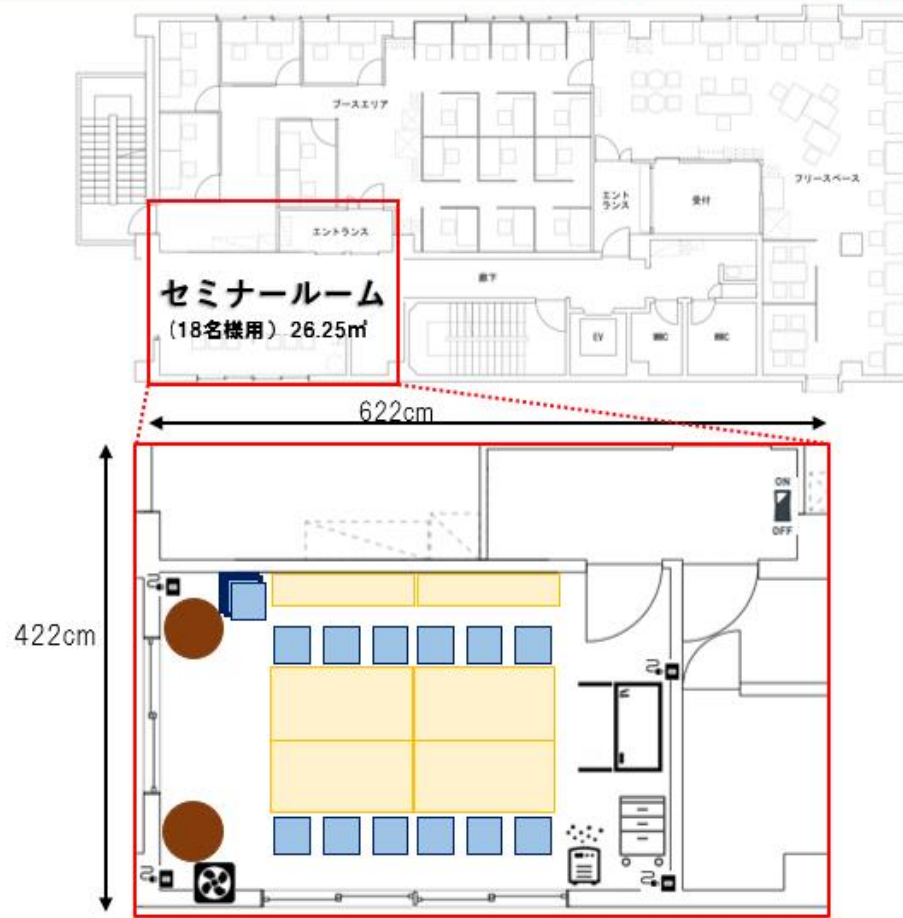 ブースエリア
フリースペース
エント
ランス
受付
エントランス
セミナールーム
（18名様用）26.25㎡
廊下
EV
WC
WC
622cm
ON
OFF
422cm